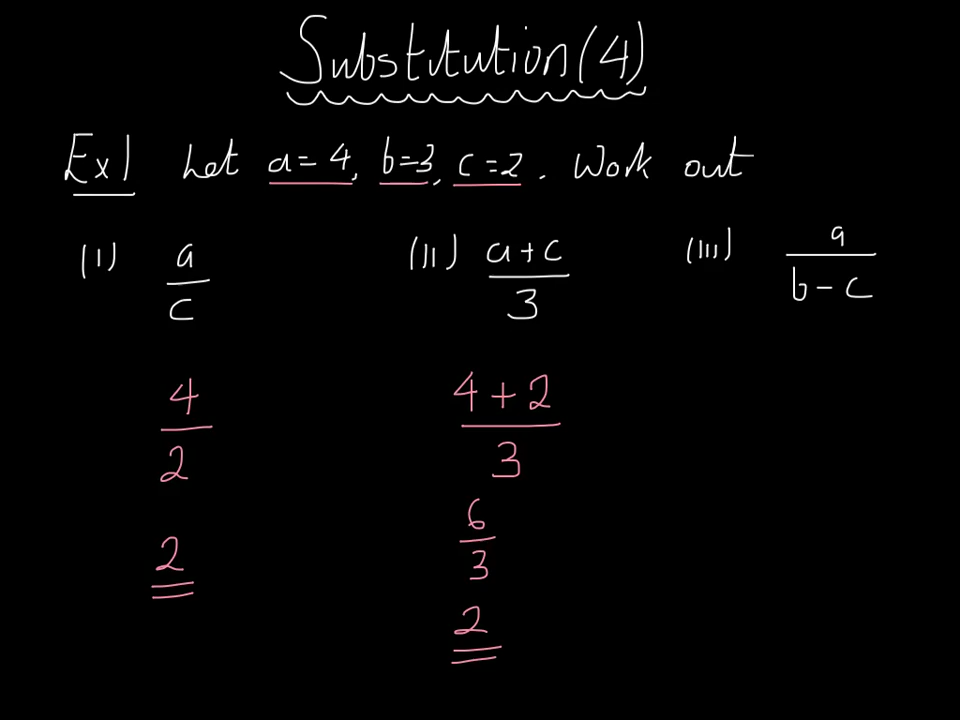 Substitution (4)
Ex1 Let a=4, b=3, c=2. Work out
(i) a/c (ii) a+c/3 (iii) a/b-c
4/2 4+2/3
6/3
2
2